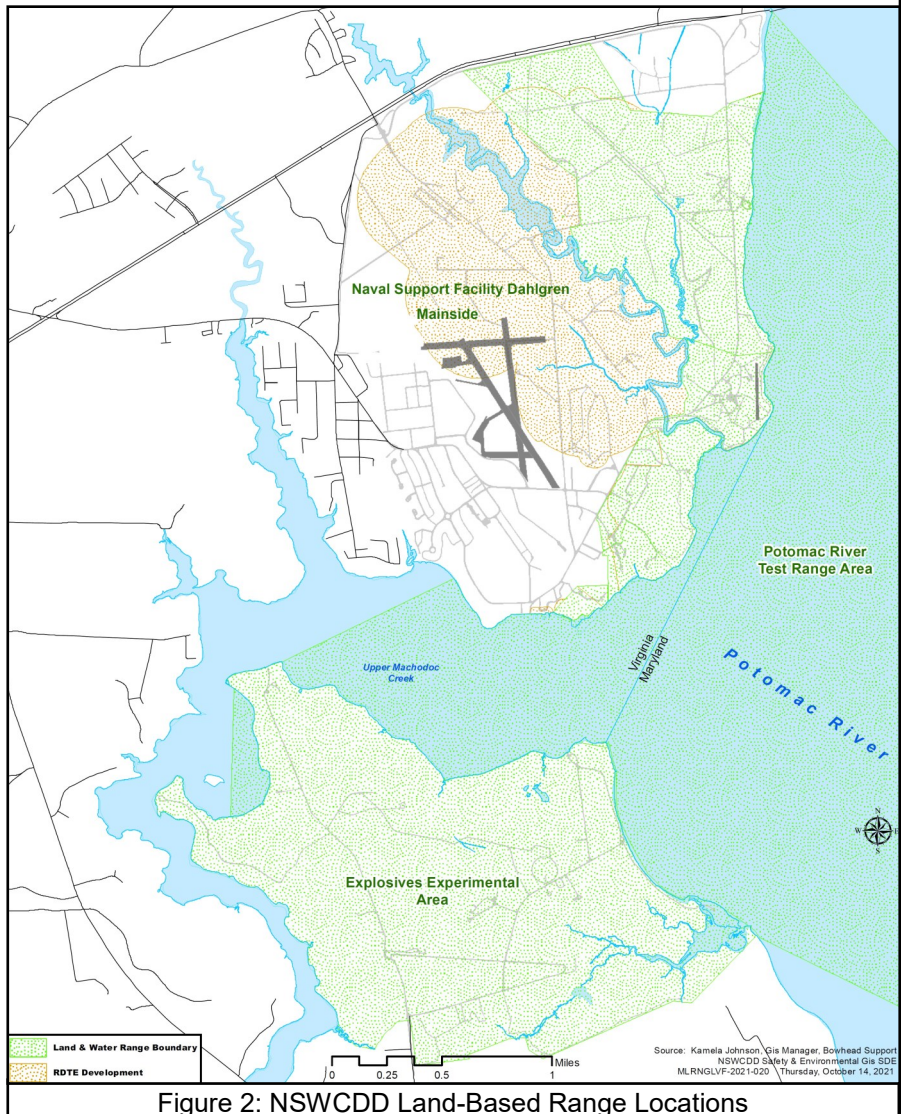 Naval Support Facility Dahlgren
Mainside
Potomac River
Test Range Area
Virginia
Maryland
Upper Machodoc
Creek
Potomac River
N
W E
S
Explosives Experimental
Area
Land & Water Range Boundary
RDTE Development
Miles
0 0.25 0.5 1
Source: Kamela Johnson, Gis Manager, Bowhead Support
NSWCDD Safety & Environmental Gis SDE
MLRNGLVF-2021-020 Thursday, October 14, 2021
Figure 2: NSWCDD Land-Based Range Locations